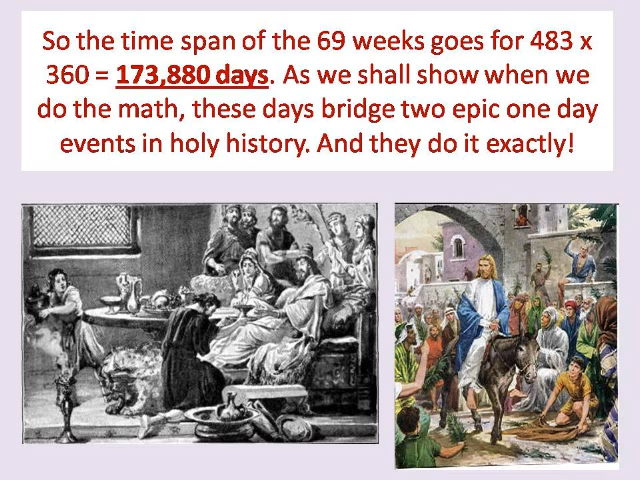 So the time span of the 69 weeks goes for 483 x
360 = 173,880 days. As we shall show when we
do the math, these days bridge two epic one day
events in holy history. And they do it exactly!